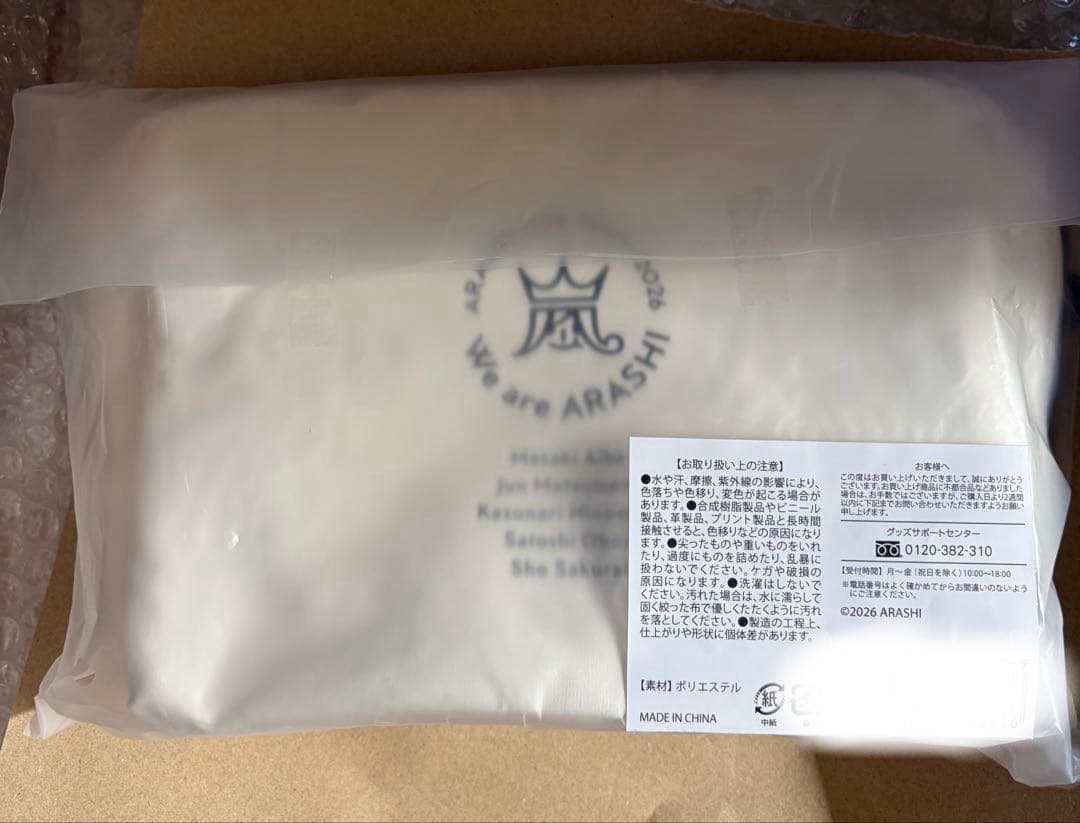 2026
嵐
We are ARASHI
Jun
Kazunari
Satoshi
Sho Sakurai
【お取り扱い上の注意】
●水や汗、摩擦、紫外線の影響により、
色落ちや色移り、変色が起こる場合が
あります。●合成樹脂製品やビニール
製品、革製品、プリント製品と長時間
接触させると、色移りなどの原因になり
ます。●尖ったものや重いものをいれ
たり、過度にものを詰めたり、乱暴に
扱わないでください。ケガや破損の
原因になります。●洗濯はしないで
ください。汚れた場合は、水に濡らして
固く絞った布で優しくたたくように汚れ
を落としてください。●製造の工程上、
仕上がりや形状に個体差があります。
【素材】ポリエステル
MADE IN CHINA
紙
中紙
お客様へ
この度はお買い上げいただきまして、誠にありがとう
ございます。お買い上げ商品に不都合品などありました
場合は、お手数ではございますが、ご購入日より2週間
以内に下記までお問い合わせいただきますようお願い
申し上げます。
グッズサポートセンター
0120-382-310
【受付時間】月～金（祝日を除く）10:00～18:00
※電話番号はよく確かめてからお間違いのないよう
にご注意ください。
©2026 ARASHI